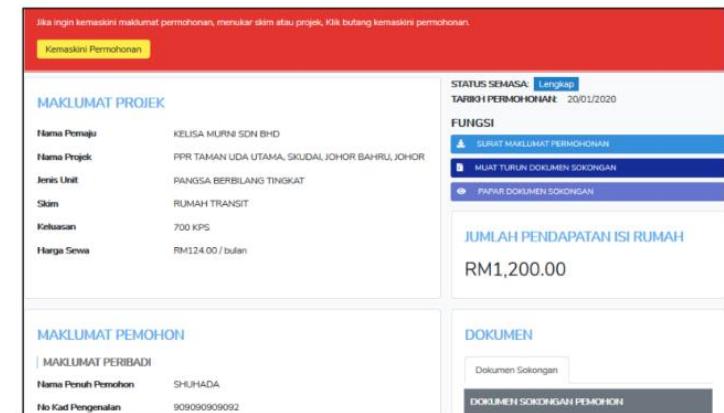 Jika ingin kemaskini maklumat permohonan, menukar skim atau projek, Klik butang kemaskini permohonan.
Kemaskini Permohonan
MAKLUMAT PROJEK
Nama Pemaju KELISA MURNI SDN BHD
Nama Projek PPR TAMAN UDA UTAMA, SKUDAI, JOHOR BAHRU, JOHOR
Jenis Unit PANGSA BERBILANG TINGKAT
Skim RUMAH TRANSIT
Keluasan 700 KPS
Harga Sewa RM124.00 / bulan
STATUS SEMASA: Lengkap
TARIKH PERMOHONAN: 20/01/2020
FUNGSI
SURAT MAKLUMAT PERMOHONAN
MUAT TURUN DOKUMEN SOKONGAN
PAPAR DOKUMEN SOKONGAN
JUMLAH PENDAPATAN ISI RUMAH
RM1,200.00
MAKLUMAT PEMOHON
MAKLUMAT PERIBADI
Nama Penuh Pemohon SHUHADA
No Kad Pengenalan 909090909092
DOKUMEN
Dokumen Sokongan
DOKUMEN SOKONGAN PEMOHON